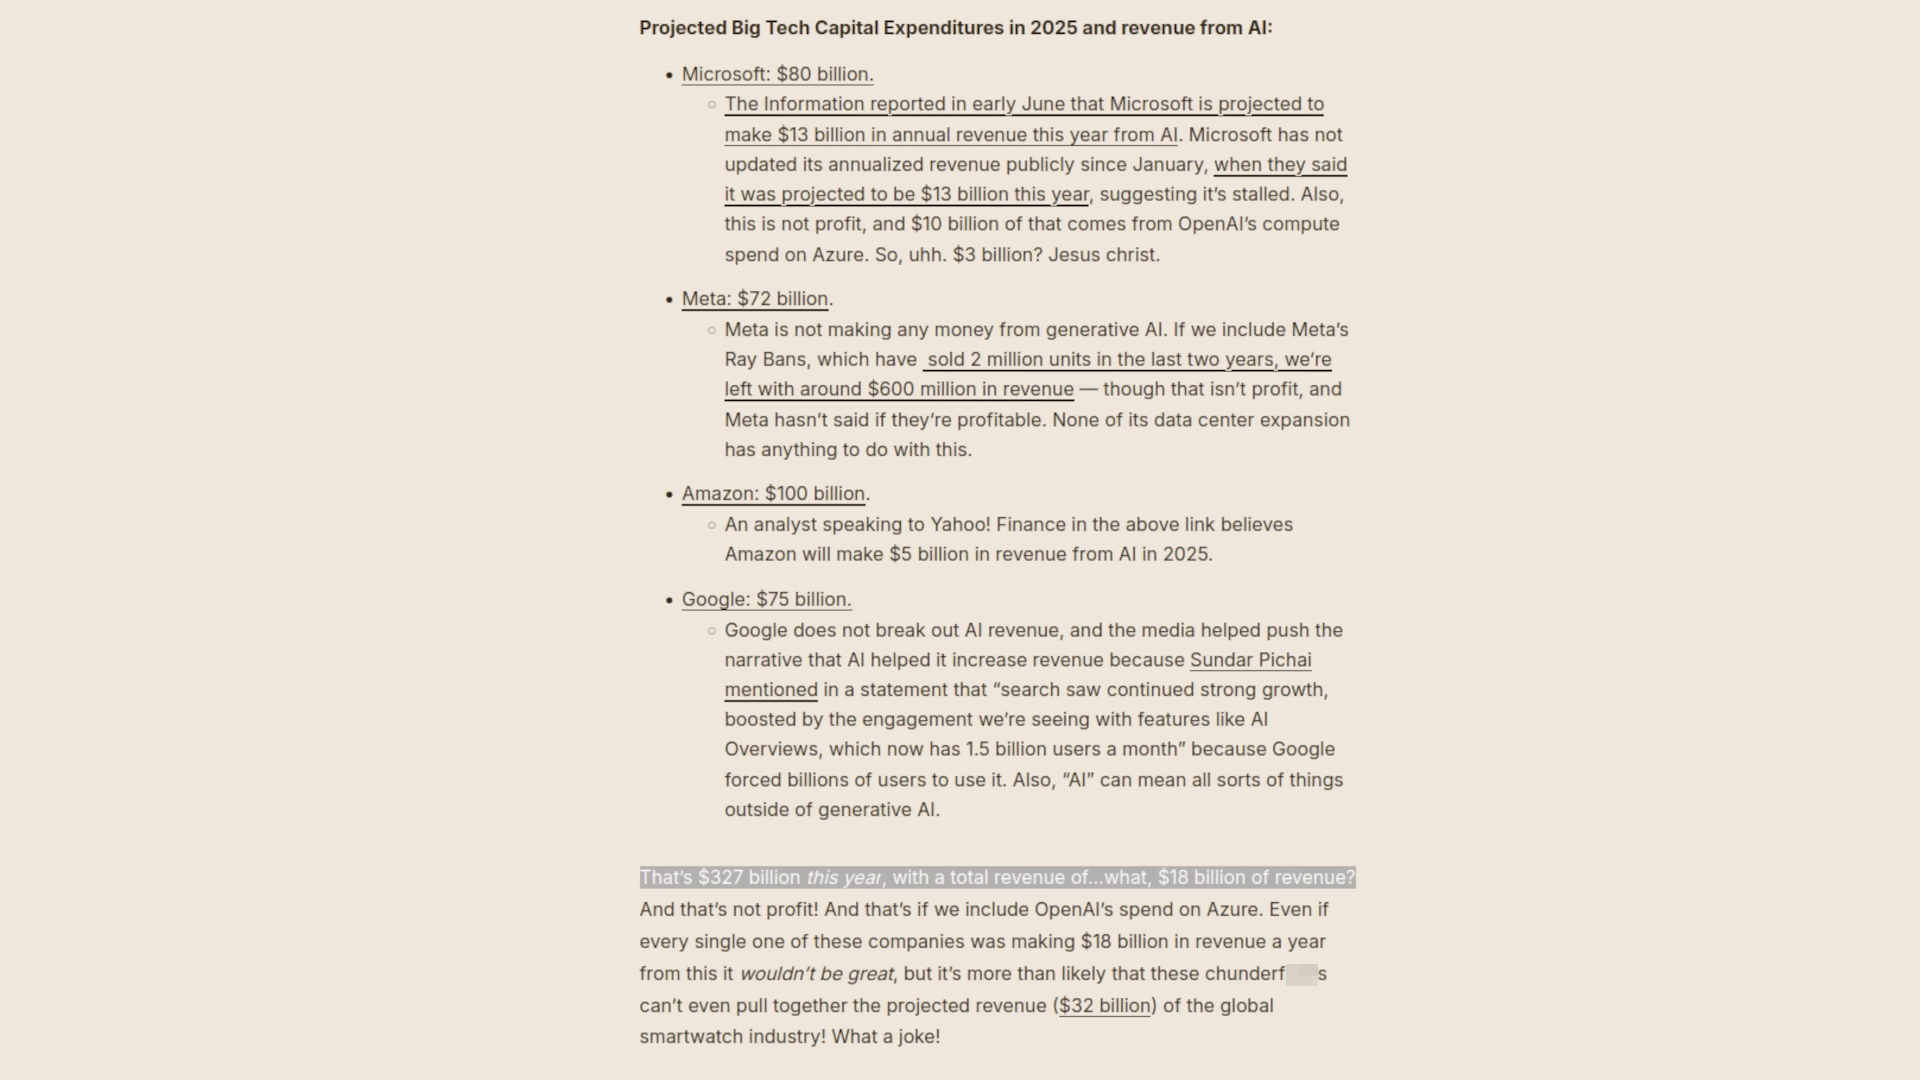 Projected Big Tech Capital Expenditures in 2025 and revenue from AI:
• Microsoft: $80 billion.
○ The Information reported in early June that Microsoft is projected to
make $13 billion in annual revenue this year from AI. Microsoft has not
updated its annualized revenue publicly since January, when they said
it was projected to be $13 billion this year, suggesting it’s stalled. Also,
this is not profit, and $10 billion of that comes from OpenAI’s compute
spend on Azure. So, uhh. $3 billion? Jesus christ.
• Meta: $72 billion.
○ Meta is not making any money from generative AI. If we include Meta’s
Ray Bans, which have sold 2 million units in the last two years, we’re
left with around $600 million in revenue — though that isn’t profit, and
Meta hasn’t said if they’re profitable. None of its data center expansion
has anything to do with this.
• Amazon: $100 billion.
○ An analyst speaking to Yahoo! Finance in the above link believes
Amazon will make $5 billion in revenue from AI in 2025.
• Google: $75 billion.
○ Google does not break out AI revenue, and the media helped push the
narrative that AI helped it increase revenue because Sundar Pichai
mentioned in a statement that “search saw continued strong growth,
boosted by the engagement we’re seeing with features like AI
Overviews, which now has 1.5 billion users a month” because Google
forced billions of users to use it. Also, “AI” can mean all sorts of things
outside of generative AI.
That’s $327 billion this year, with a total revenue of...what, $18 billion of revenue?
And that’s not profit! And that’s if we include OpenAI’s spend on Azure. Even if
every single one of these companies was making $18 billion in revenue a year
from this it wouldn’t be great, but it’s more than likely that these
can’t even pull together the projected revenue ($32 billion) of the global
smartwatch industry! What a joke!